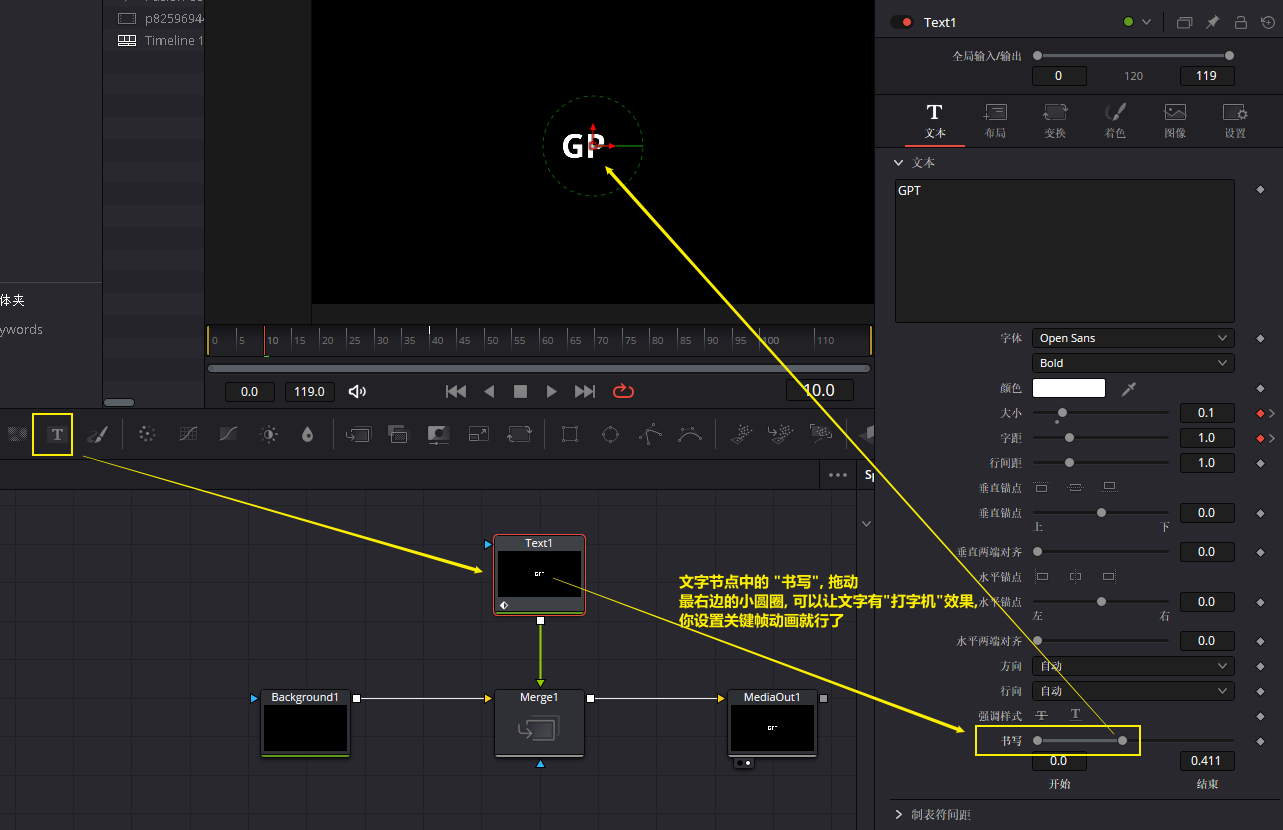 p8259694
Timeline 1
体夹
ywords
GP
0 5 10 15 20 25 30 35 40 45 50 55 60 65 70 75 80 85 90 95 100 110
0.0 119.0 10.0
T
Sp
Text1
文字节点中的 "书写", 拖动
最右边的小圆圈, 可以让文字有"打字机"效果,
你设置关键帧动画就行了
Background1
Merge1
MediaOut1
Text1
全局输入/输出
0 120 119
T
文本 布局 变换 着色 图像 设置
文本
GPT
字体 Open Sans
Bold
颜色
大小 0.1
字距 1.0
行间距 1.0
垂直锚点
垂直锚点 0.0
上 下
垂直两端对齐 0.0
水平锚点
水平锚点 0.0
左 右
水平两端对齐 0.0
方向 自动
行向 自动
强调样式 T T
书写
0.0 0.411
开始 结束
制表符间距